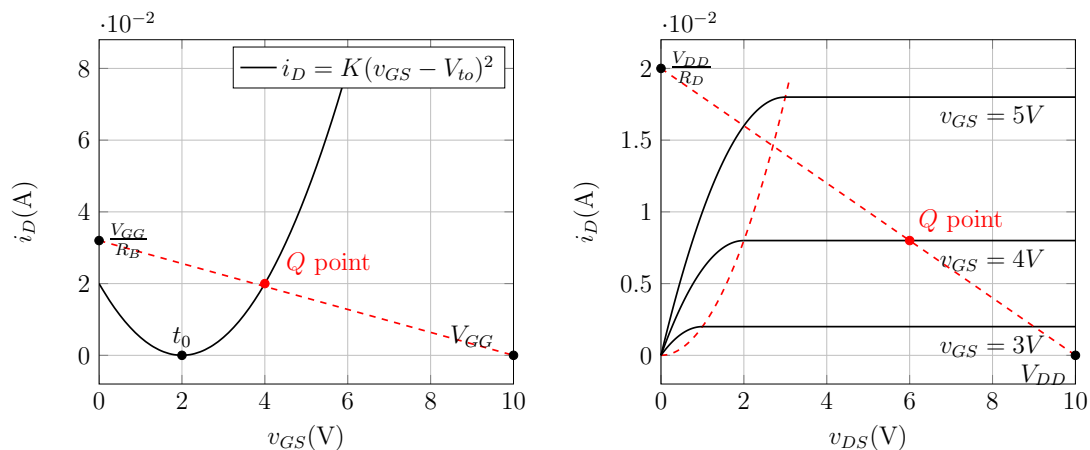 ·10⁻²
8
6
4
2
0
0 2 4 6 8 10
i_D(A)
v_GS(V)
i_D = K(v_GS − V_to)²
V_GG/R_B
Q point
t_0
V_GG
·10⁻²
2
1.5
1
0.5
0
0 2 4 6 8 10
i_D(A)
v_DS(V)
V_DD/R_D
v_GS = 5V
Q point
v_GS = 4V
v_GS = 3V
V_DD